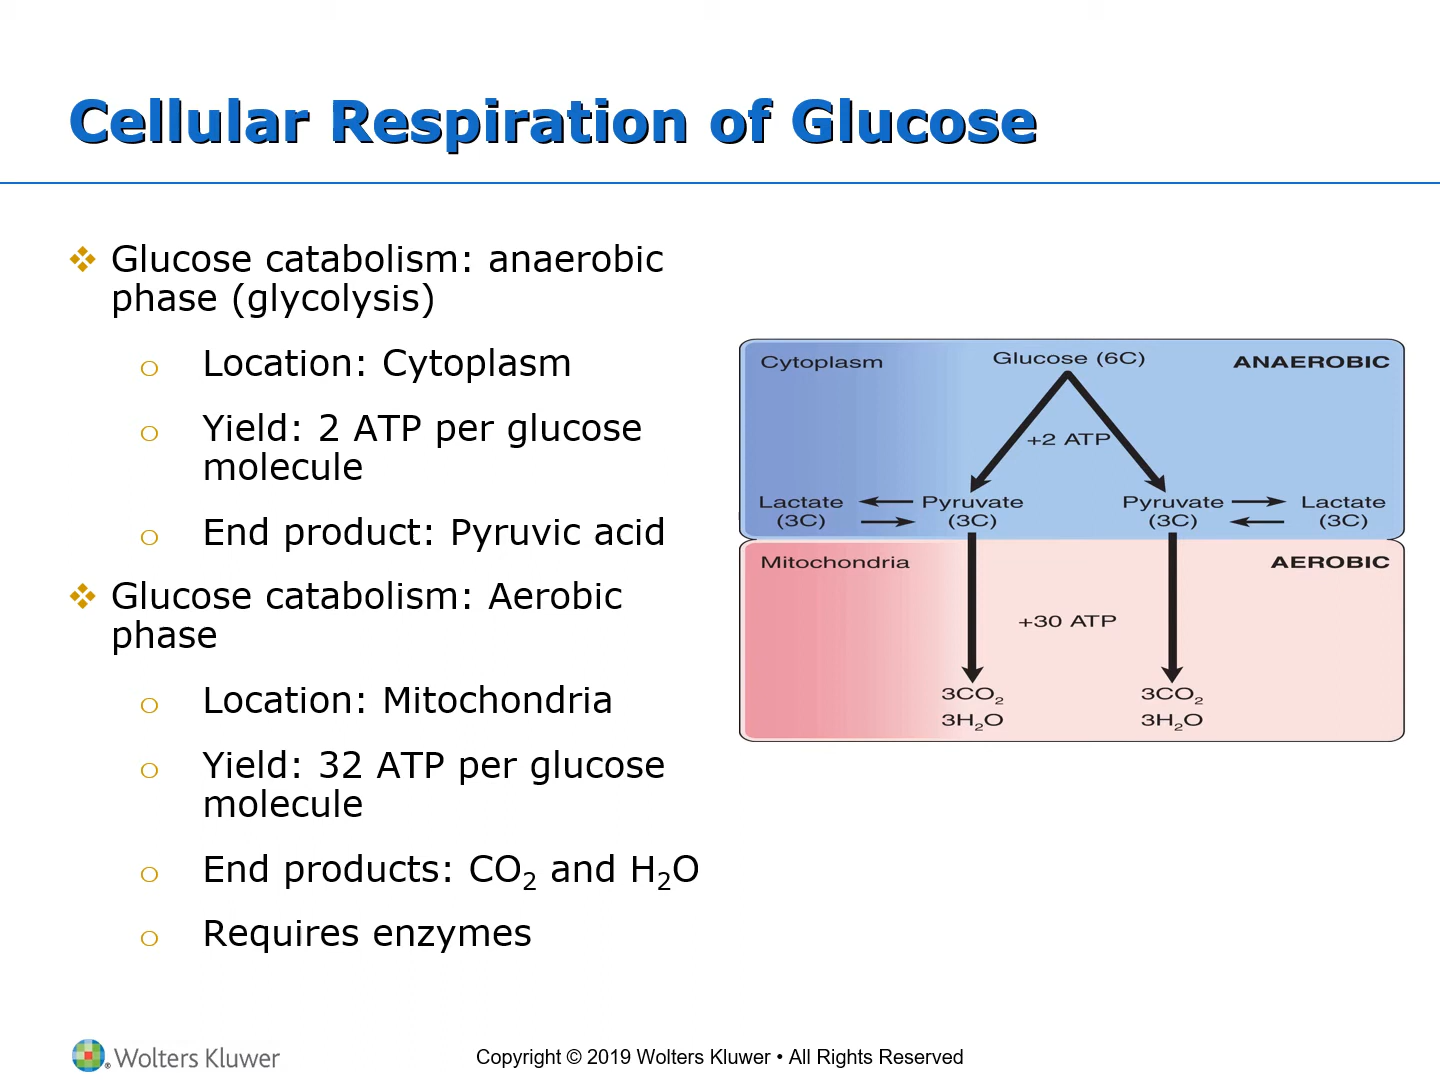 Cellular Respiration of Glucose
❖ Glucose catabolism: anaerobic
phase (glycolysis)
o Location: Cytoplasm
o Yield: 2 ATP per glucose
molecule
o End product: Pyruvic acid
❖ Glucose catabolism: Aerobic
phase
o Location: Mitochondria
o Yield: 32 ATP per glucose
molecule
o End products: CO₂ and H₂O
o Requires enzymes
Cytoplasm Glucose (6C) ANAEROBIC
+2 ATP
Lactate Pyruvate Pyruvate Lactate
(3C) (3C) (3C) (3C)
Mitochondria AEROBIC
+30 ATP
3CO₂ 3CO₂
3H₂O 3H₂O
Wolters Kluwer
Copyright © 2019 Wolters Kluwer • All Rights Reserved